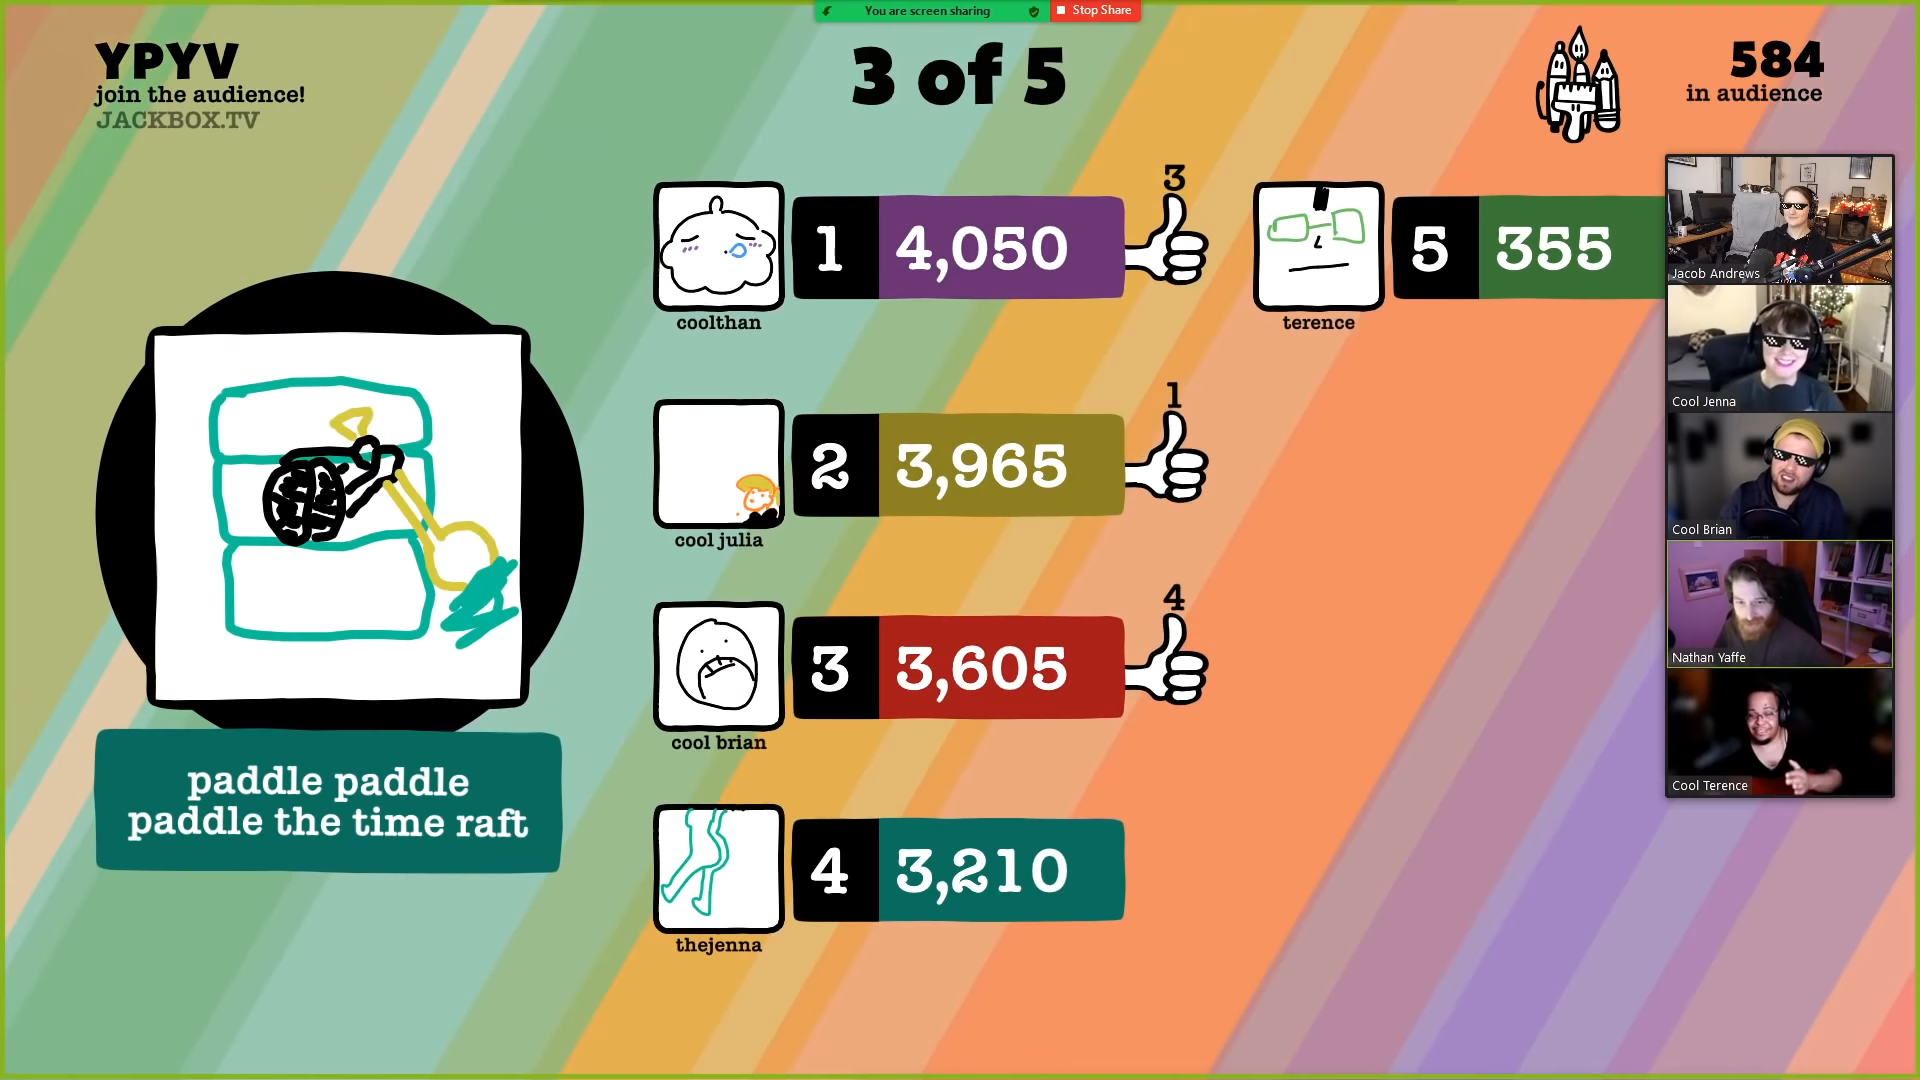 You are screen sharing
Stop Share
YPYV
join the audience!
JACKBOX.TV
3 of 5
584
in audience
3
1
4,050
coolthan
5
355
terence
1
2
3,965
cool julia
4
3
3,605
cool brian
4
3,210
thejenna
paddle paddle
paddle the time raft
Jacob Andrews
Cool Jenna
Cool Brian
Nathan Yaffe
Cool Terence